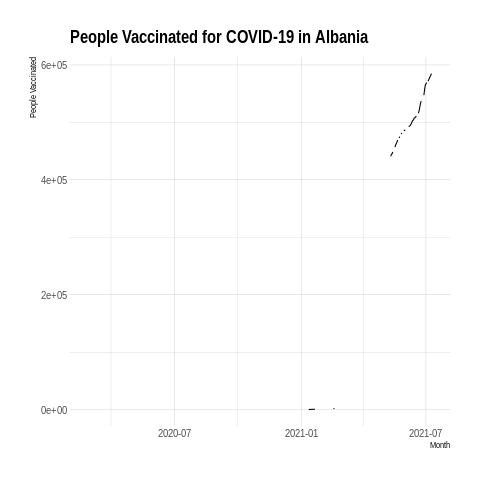 People Vaccinated for COVID-19 in Albania
People Vaccinated
6e+05
4e+05
2e+05
0e+00
2020-07
2021-01
2021-07
Month